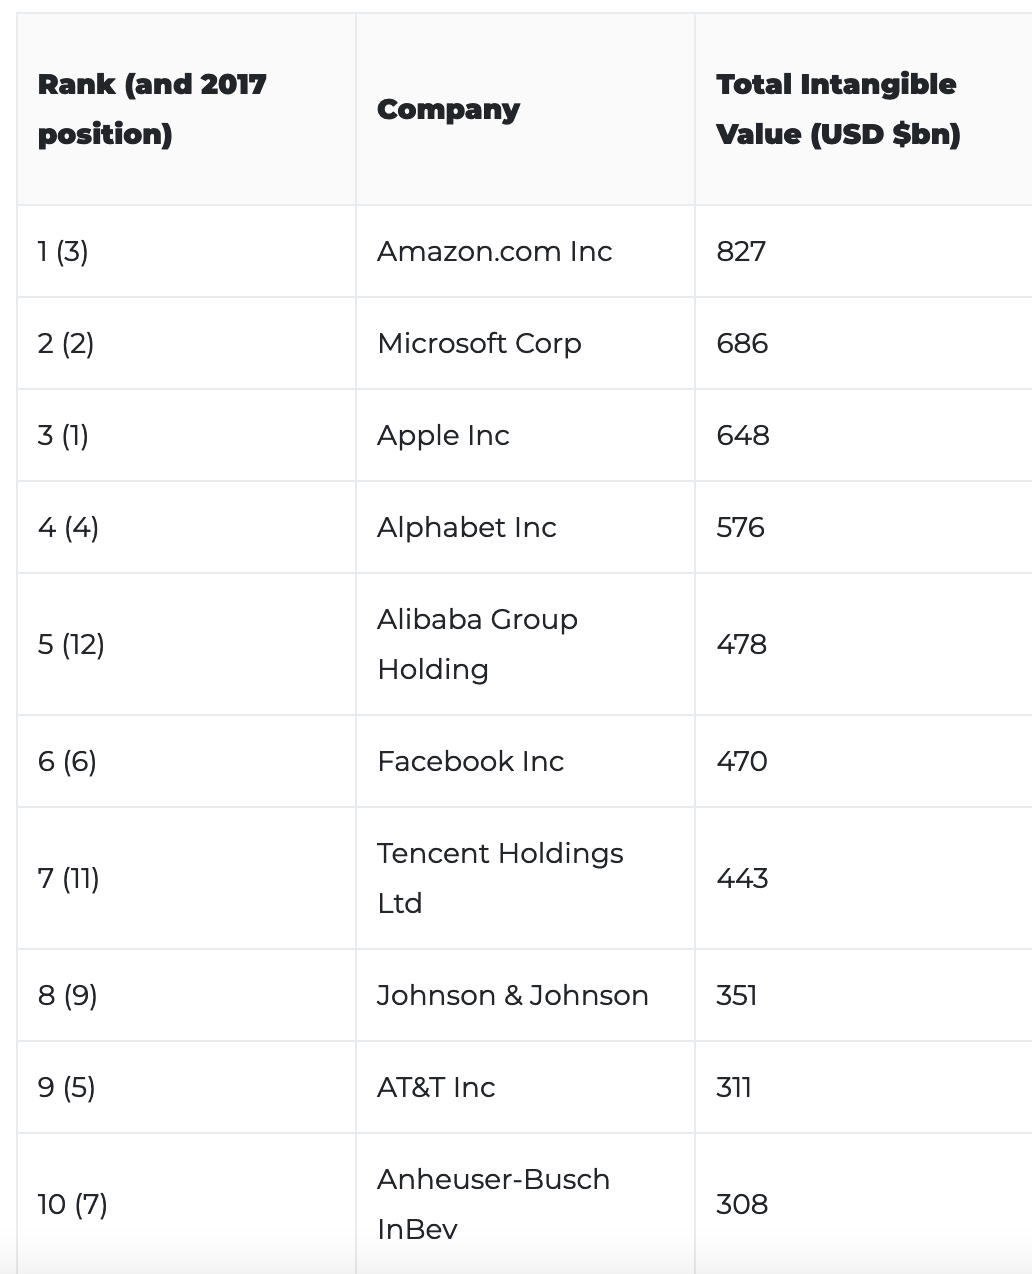 Rank (and 2017
position)
Company
Total Intangible
Value (USD $bn)
1 (3)
Amazon.com Inc
827
2 (2)
Microsoft Corp
686
3 (1)
Apple Inc
648
4 (4)
Alphabet Inc
576
5 (12)
Alibaba Group
Holding
478
6 (6)
Facebook Inc
470
7 (11)
Tencent Holdings
Ltd
443
8 (9)
Johnson & Johnson
351
9 (5)
AT&T Inc
311
10 (7)
Anheuser-Busch
InBev
308